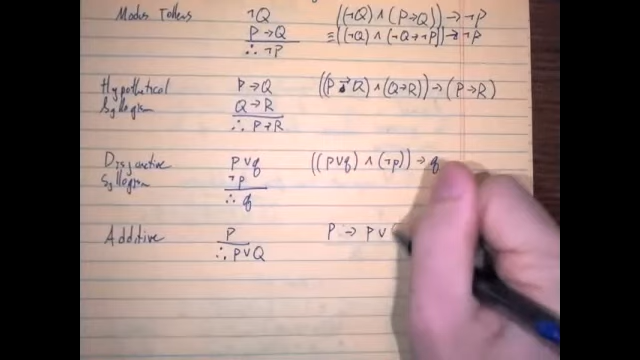 Modus Tollens ¬Q ((¬Q) ∧ (P→Q)) → ¬P
P→Q ≡ ((¬Q) ∧ (¬Q→¬P)) → ¬P
∴ ¬P
Hypothetical P→Q ((P→Q) ∧ (Q→R)) → (P→R)
Syllogism Q→R
∴ P→R
Disjunctive p∨q ((p∨q) ∧ (¬p)) → q
Syllogism ¬p
∴ q
Additive P P → P ∨
∴ P∨Q